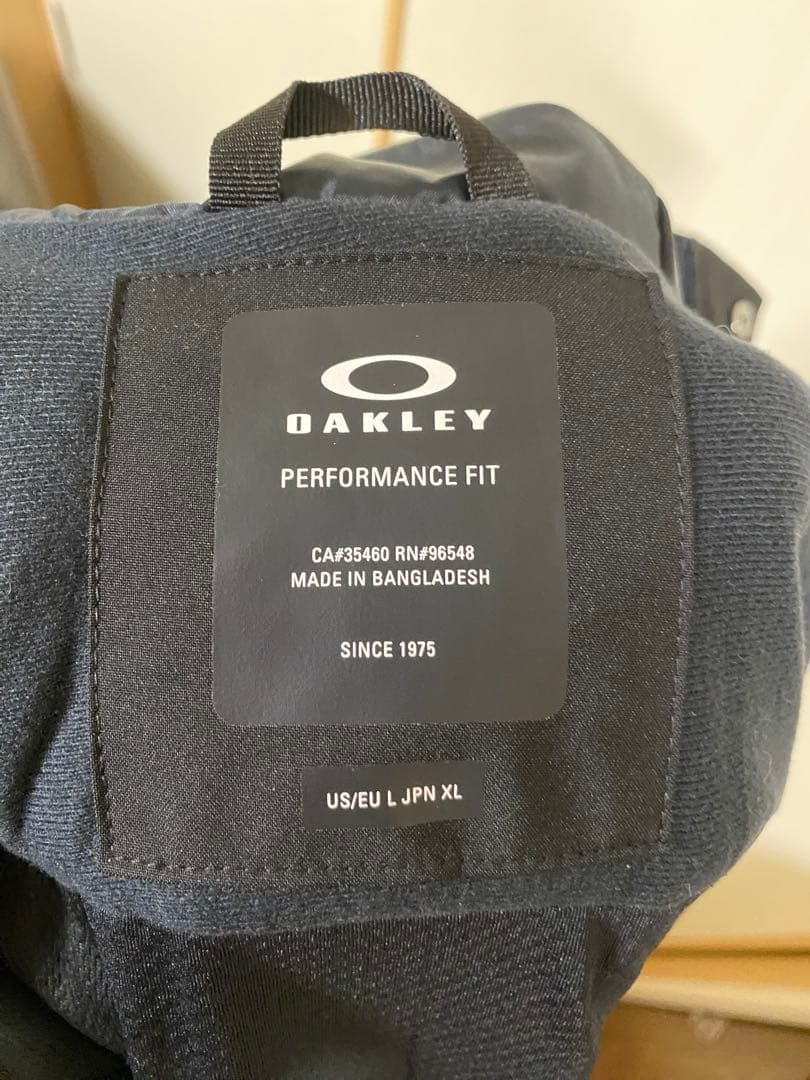 OAKLEY
PERFORMANCE FIT
CA#35460 RN#96548
MADE IN BANGLADESH
SINCE 1975
US/EU L JPN XL